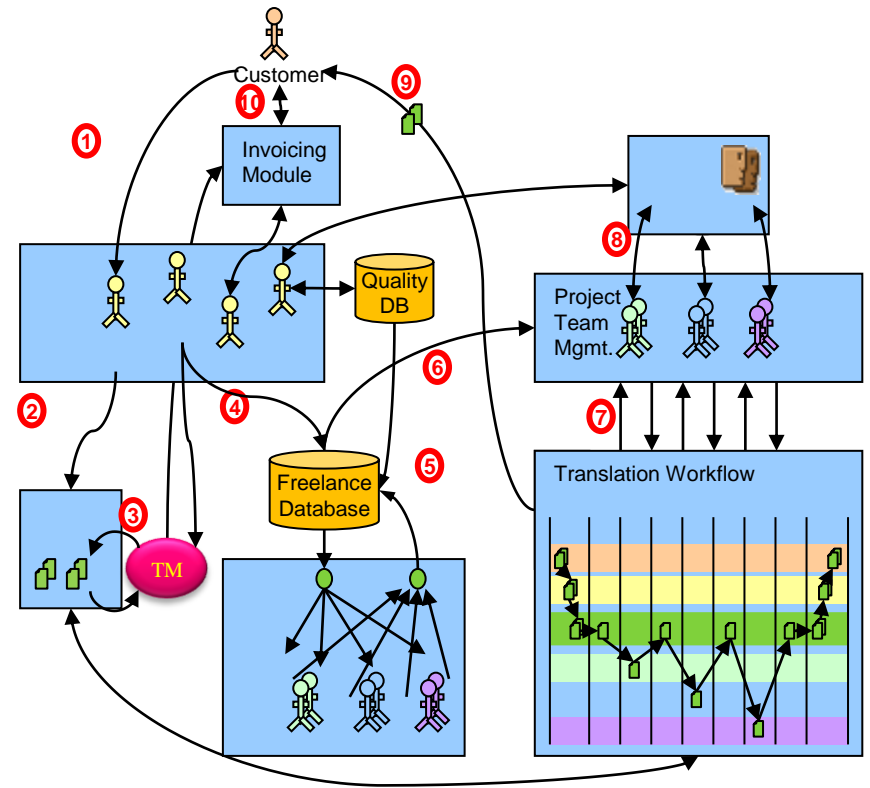 Customer
9
10
1
Invoicing
Module
8
Quality
DB
Project
Team
Mgmt.
6
2
4
7
5
Freelance
Database
Translation Workflow
3
TM